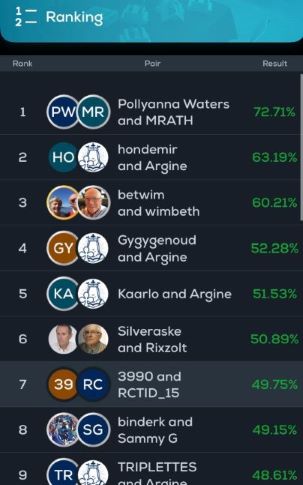 1
2
Ranking
Rank Pair Result
1 PW MR Pollyanna Waters
and MRATH 72.71%
2 HO hondemir
and Argine 63.19%
3 betwim
and wimbeth 60.21%
4 GY Gygygenoud
and Argine 52.28%
5 KA Kaarlo and Argine 51.53%
6 Silveraske
and Rixzolt 50.89%
7 39 RC 3990 and
RCTID_15 49.75%
8 SG binderk and
Sammy G 49.15%
9 TR TRIPLETTES
and Argine 48.61%